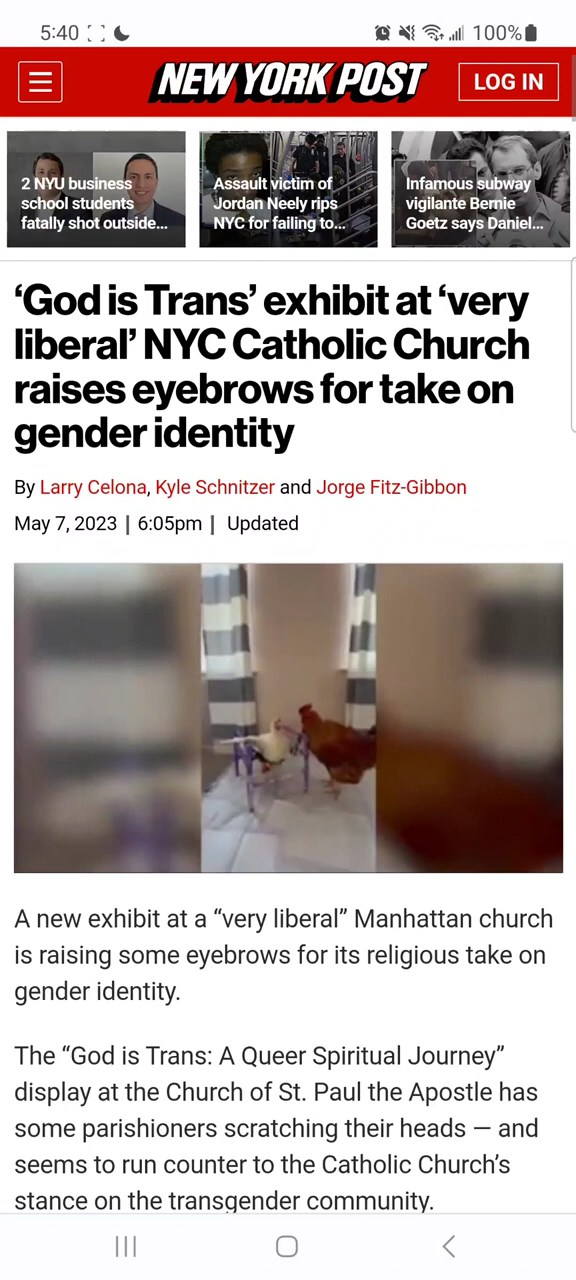 5:40
100%
NEW YORK POST
LOG IN
2 NYU business
school students
fatally shot outside...
Assault victim of
Jordan Neely rips
NYC for failing to...
Infamous subway
vigilante Bernie
Goetz says Daniel...
‘God is Trans’ exhibit at ‘very
liberal’ NYC Catholic Church
raises eyebrows for take on
gender identity
By Larry Celona, Kyle Schnitzer and Jorge Fitz-Gibbon
May 7, 2023 | 6:05pm | Updated
A new exhibit at a “very liberal” Manhattan church
is raising some eyebrows for its religious take on
gender identity.
The “God is Trans: A Queer Spiritual Journey”
display at the Church of St. Paul the Apostle has
some parishioners scratching their heads — and
seems to run counter to the Catholic Church’s
stance on the transgender community.